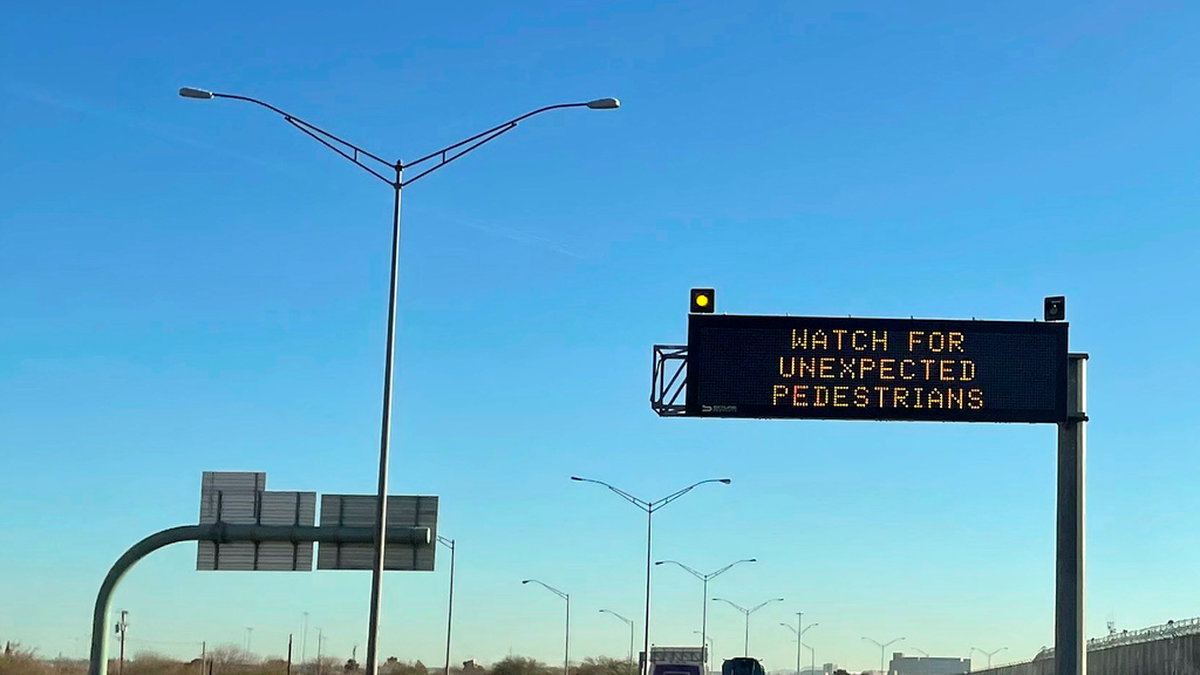 WATCH FOR
UNEXPECTED
PEDESTRIANS